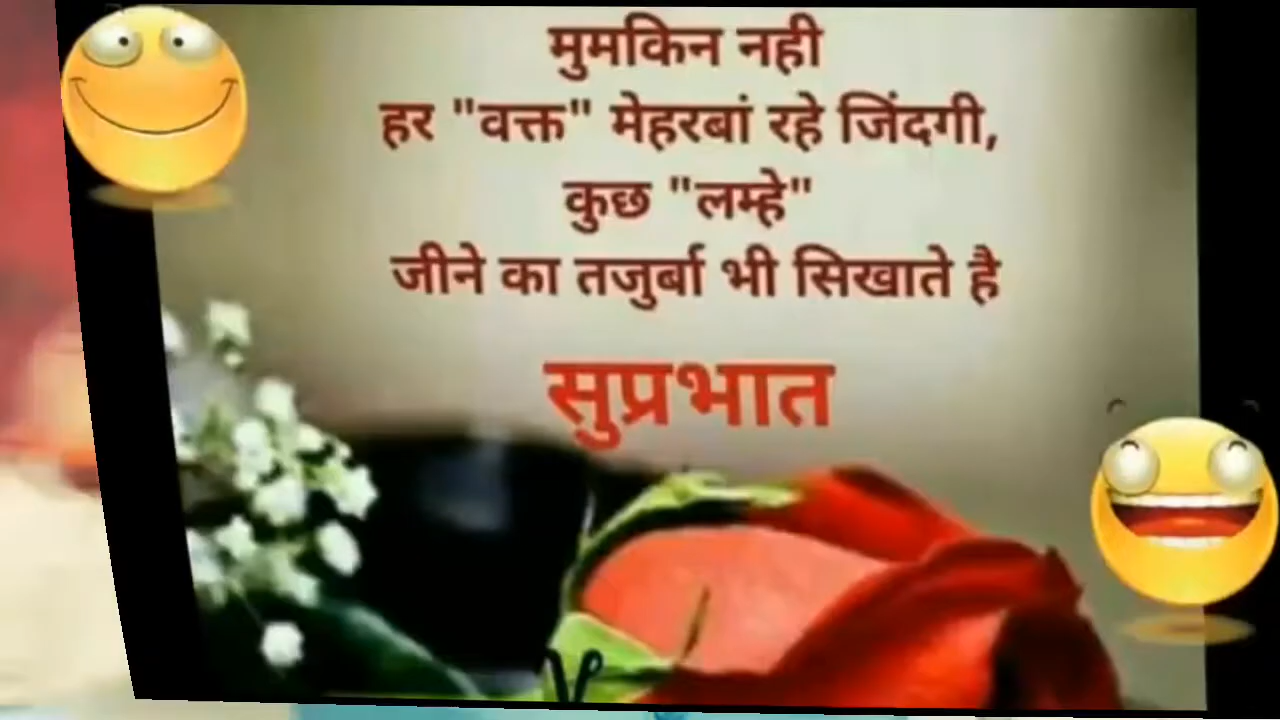 मुमकिन नही
हर "वक्त" मेहरबां रहे जिंदगी,
कुछ "लम्हे"
जीने का तजुर्बा भी सिखाते है
सुप्रभात